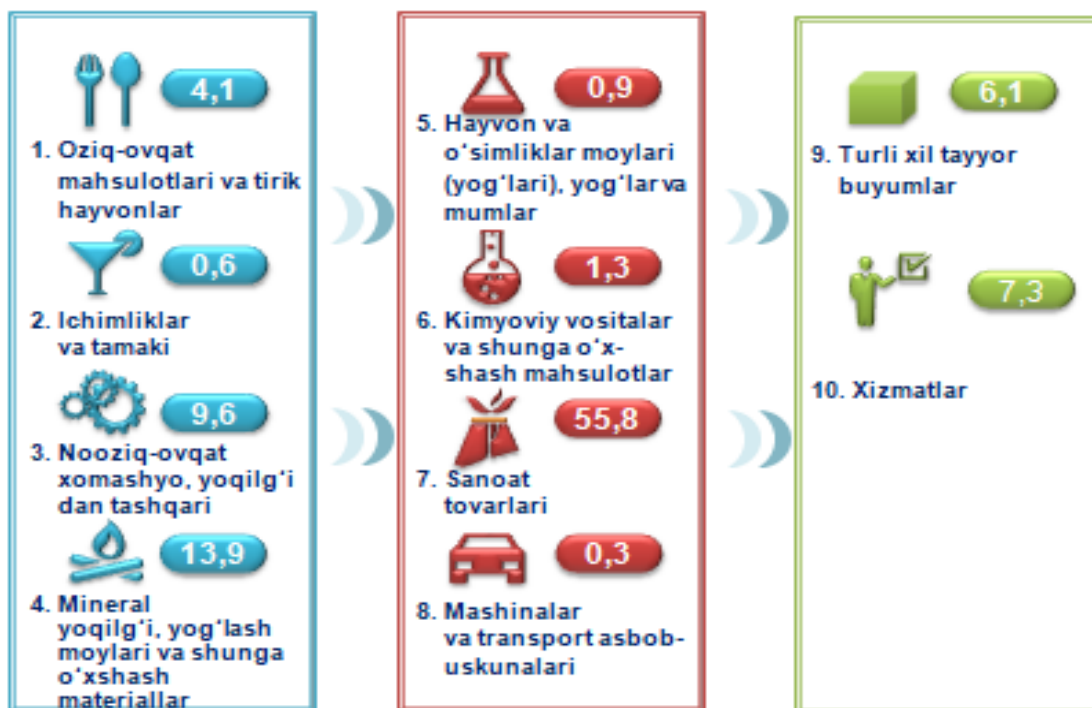 4,1
1. Oziq-ovqat
mahsulotlari va tirik
hayvonlar
0,6
2. Ichimliklar
va tamaki
9,6
3. Nooziq-ovqat
xomashyo, yoqilg‘i
dan tashqari
13,9
4. Mineral
yoqilg‘i, yog‘lash
moylari va shunga
o‘xshash
materiallar
0,9
5. Hayvon va
o‘simliklar moylari
(yog‘lari), yog‘lar va
mumlar
1,3
6. Kimyoviy vositalar
va shunga o‘x-
shash mahsulotlar
55,8
7. Sanoat
tovarlari
0,3
8. Mashinalar
va transport asbob-
uskunalari
6,1
9. Turli xil tayyor
buyumlar
7,3
10. Xizmatlar